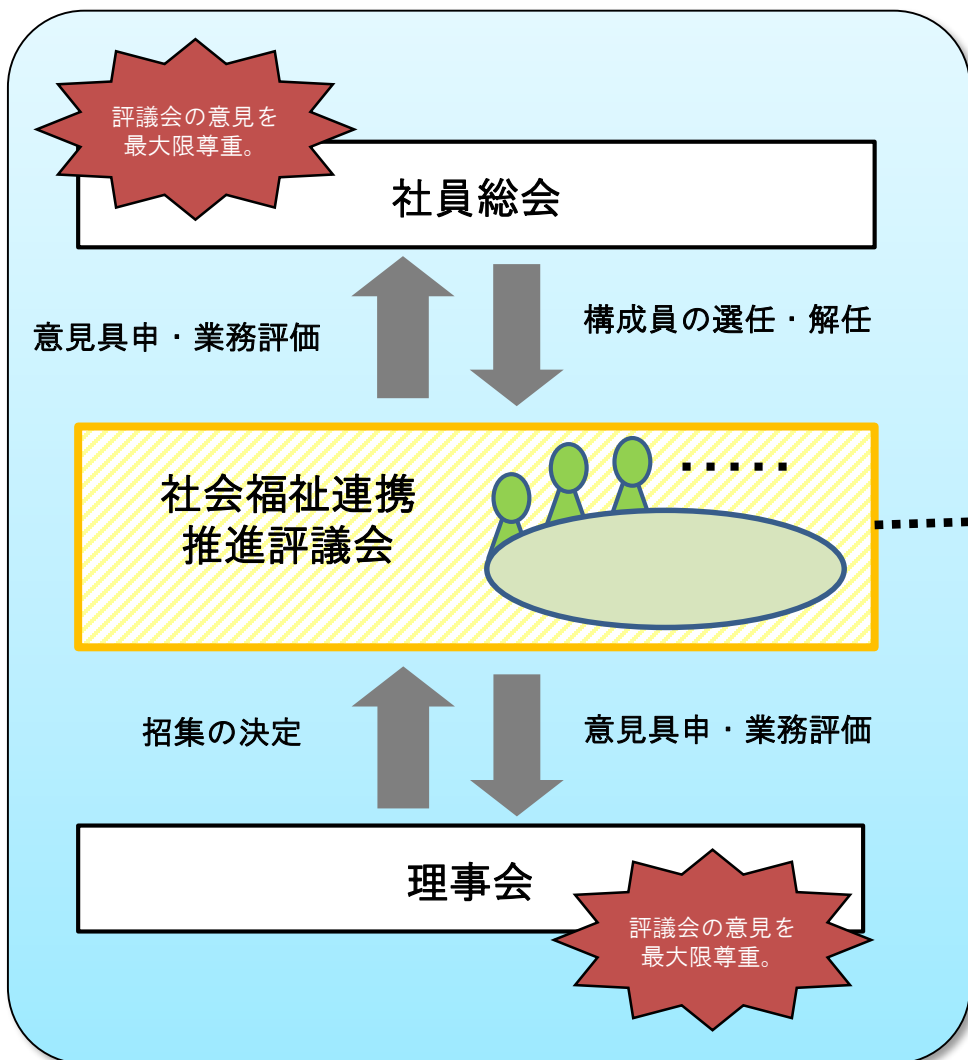 評議会の意見を
最大限尊重。
社員総会
意見具申・業務評価
構成員の選任・解任
社会福祉連携
推進評議会
・・・・・
招集の決定
意見具申・業務評価
理事会
評議会の意見を
最大限尊重。